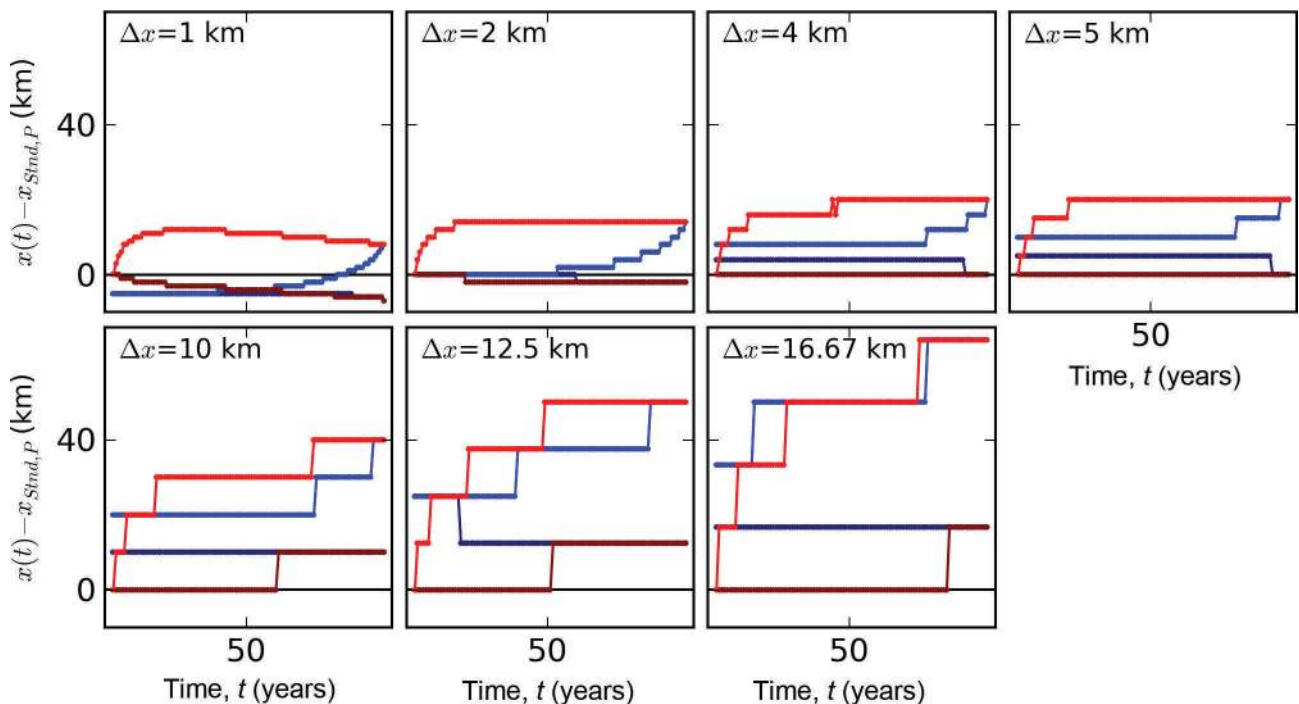 Δx=1 km
Δx=2 km
Δx=4 km
Δx=5 km
x(t)−x_{Stnd,P} (km)
40
0
50
Time, t (years)
Δx=10 km
Δx=12.5 km
Δx=16.67 km
x(t)−x_{Stnd,P} (km)
40
0
50
50
50
Time, t (years)
Time, t (years)
Time, t (years)